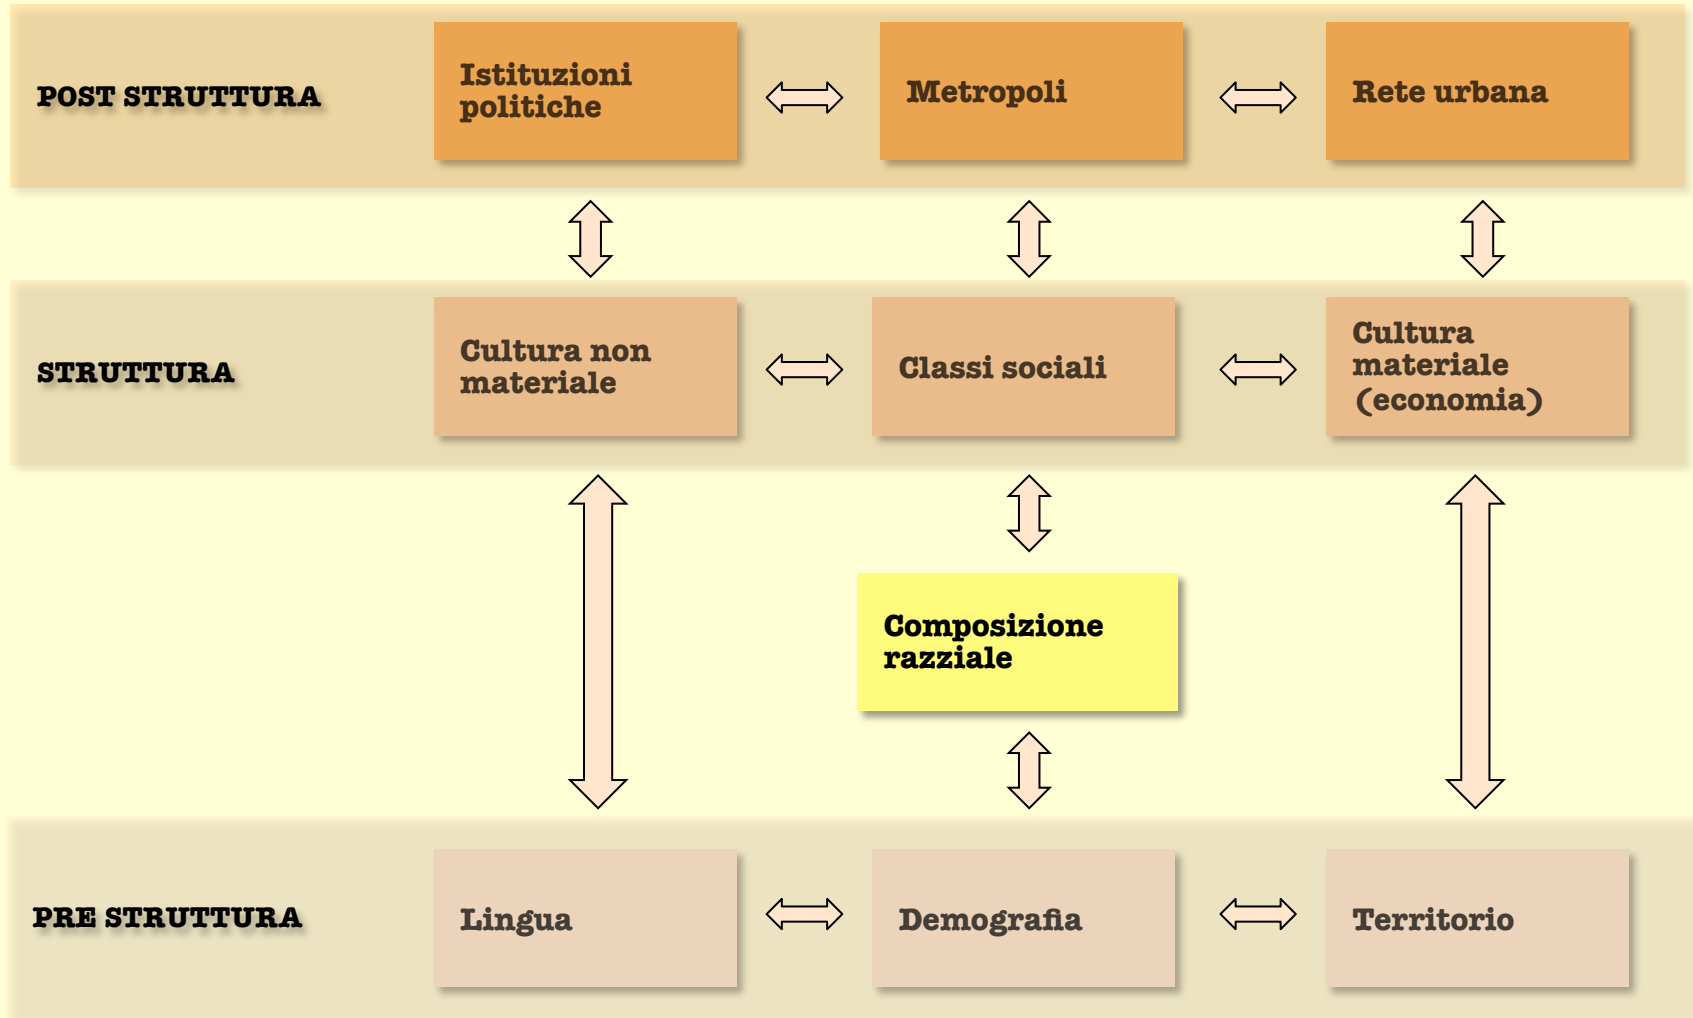 POST STRUTTURA
Istituzioni
politiche
Metropoli
Rete urbana
STRUTTURA
Cultura non
materiale
Classi sociali
Cultura
materiale
(economia)
Composizione
razziale
PRE STRUTTURA
Lingua
Demografia
Territorio